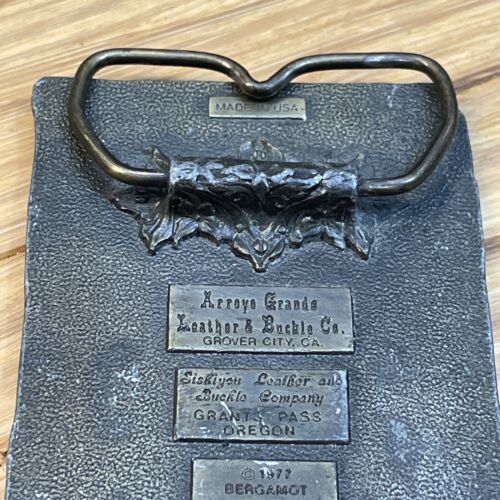 MADE IN USA
Arroyo Grande
Leather & Buckle Co.
GROVER CITY, CA.
Siskiyou Leather and
Buckle Company
GRANTS PASS
OREGON
© 1977
BERGAMOT